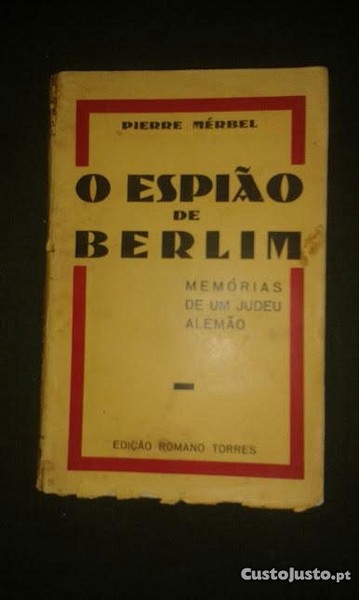 PIERRE MÉRBEL
O ESPIÃO
DE
BERLIM
MEMÓRIAS
DE UM JUDEU
ALEMÃO
EDIÇÃO ROMANO TORRES
CustoJusto.pt